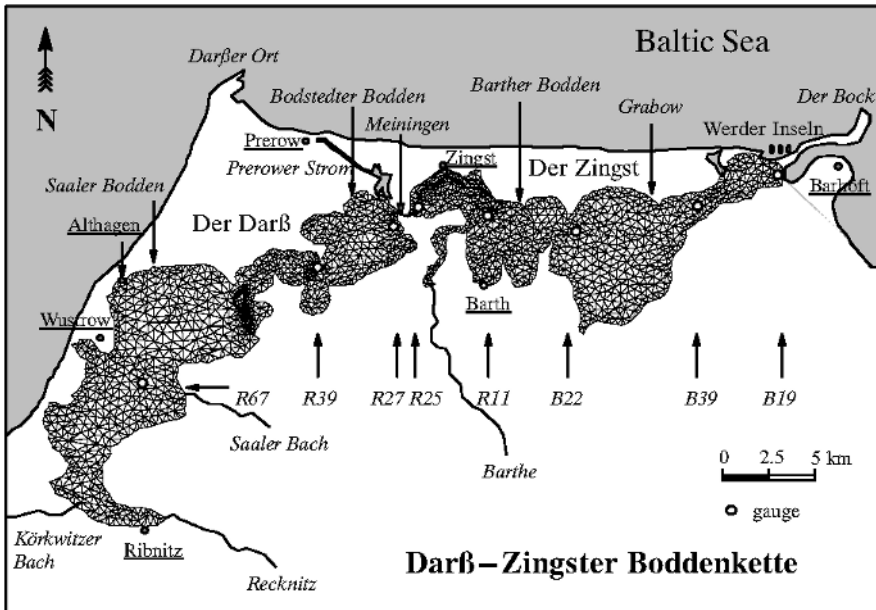 Baltic Sea
Darßer Ort
Bodstedter Bodden
Barther Bodden
Der Bock
Grabow
Meiningen
Werder Inseln
N
Prerow
Zingst
Der Zingst
Prerower Strom
Barhöft
Saaler Bodden
Althagen
Der Darß
Barth
Wustrow
R67
R39
R27
R25
R11
B22
B39
B19
Saaler Bach
Barthe
0 2.5 5 km
gauge
Körkwitzer
Bach
Ribnitz
Recknitz
Darß–Zingster Boddenkette